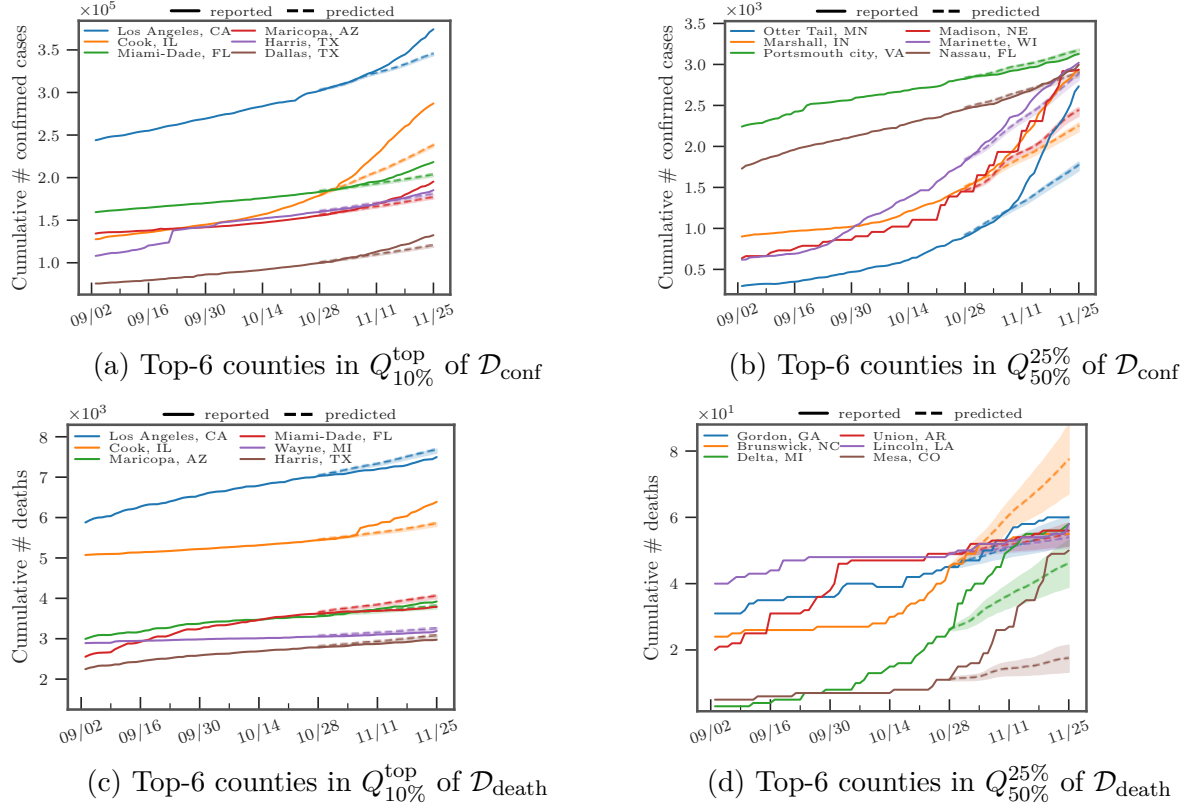 ×10⁵ reported predicted
Los Angeles, CA Maricopa, AZ
Cook, IL Harris, TX
Miami-Dade, FL Dallas, TX
Cumulative # confirmed cases
3.5
3.0
2.5
2.0
1.5
1.0
09/02 09/16 09/30 10/14 10/28 11/11 11/25
(a) Top-6 counties in Q^top_10% of D_conf
×10³ reported predicted
Otter Tail, MN Madison, NE
Marshall, IN Marinette, WI
Portsmouth city, VA Nassau, FL
Cumulative # confirmed cases
3.5
3.0
2.5
2.0
1.5
1.0
0.5
09/02 09/16 09/30 10/14 10/28 11/11 11/25
(b) Top-6 counties in Q^25%_50% of D_conf
×10³ reported predicted
Los Angeles, CA Miami-Dade, FL
Cook, IL Wayne, MI
Maricopa, AZ Harris, TX
Cumulative # deaths
8
7
6
5
4
3
2
09/02 09/16 09/30 10/14 10/28 11/11 11/25
(c) Top-6 counties in Q^top_10% of D_death
×10¹ reported predicted
Gordon, GA Union, AR
Brunswick, NC Lincoln, LA
Delta, MI Mesa, CO
Cumulative # deaths
8
6
4
2
09/02 09/16 09/30 10/14 10/28 11/11 11/25
(d) Top-6 counties in Q^25%_50% of D_death